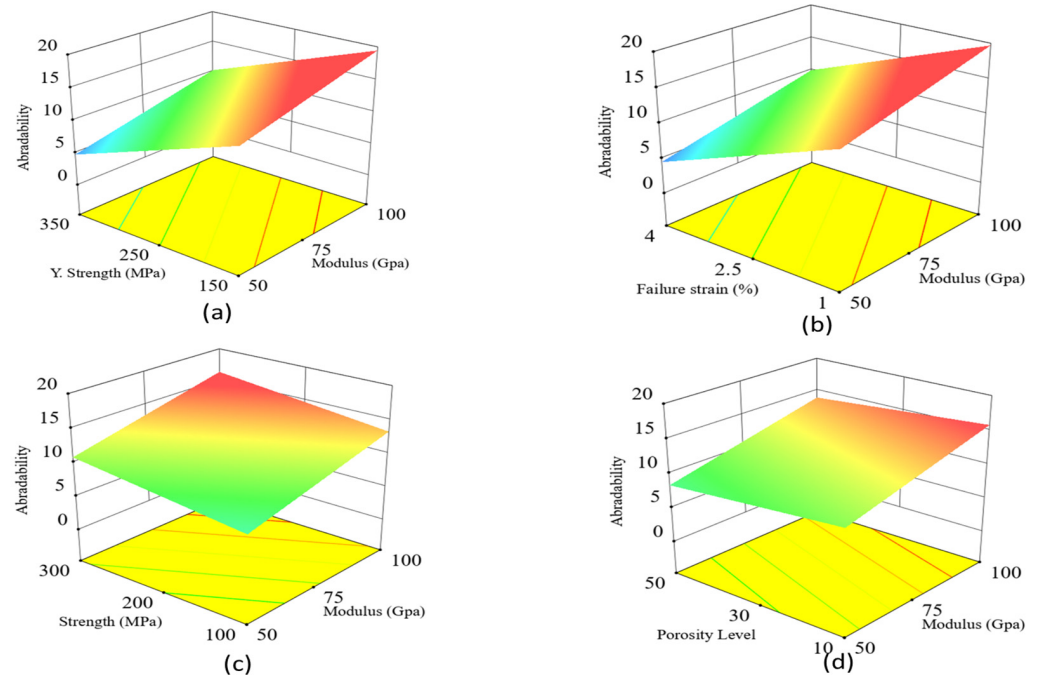 20
15
10
5
0
Abradability
350
250
150
Y. Strength (MPa)
50
75
100
Modulus (Gpa)
(a)
20
15
10
5
0
Abradability
4
2.5
1
Failure strain (%)
50
75
100
Modulus (Gpa)
(b)
20
15
10
5
0
Abradability
300
200
100
Strength (MPa)
50
75
100
Modulus (Gpa)
(c)
20
15
10
5
0
Abradability
50
30
10
Porosity Level
50
75
100
Modulus (Gpa)
(d)